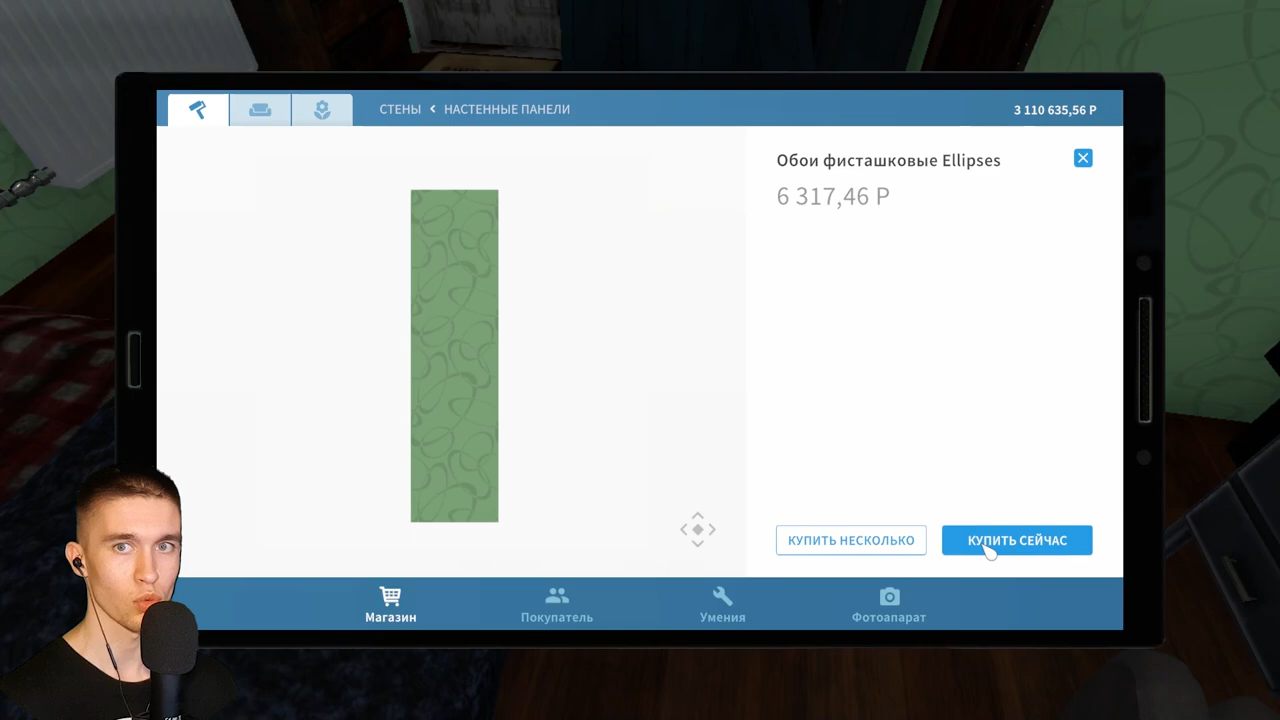 СТЕНЫ < НАСТЕННЫЕ ПАНЕЛИ
3 110 635,56 Р
Обои фисташковые Ellipses
6 317,46 Р
КУПИТЬ НЕСКОЛЬКО
КУПИТЬ СЕЙЧАС
Магазин
Покупатель
Умения
Фотоапарат